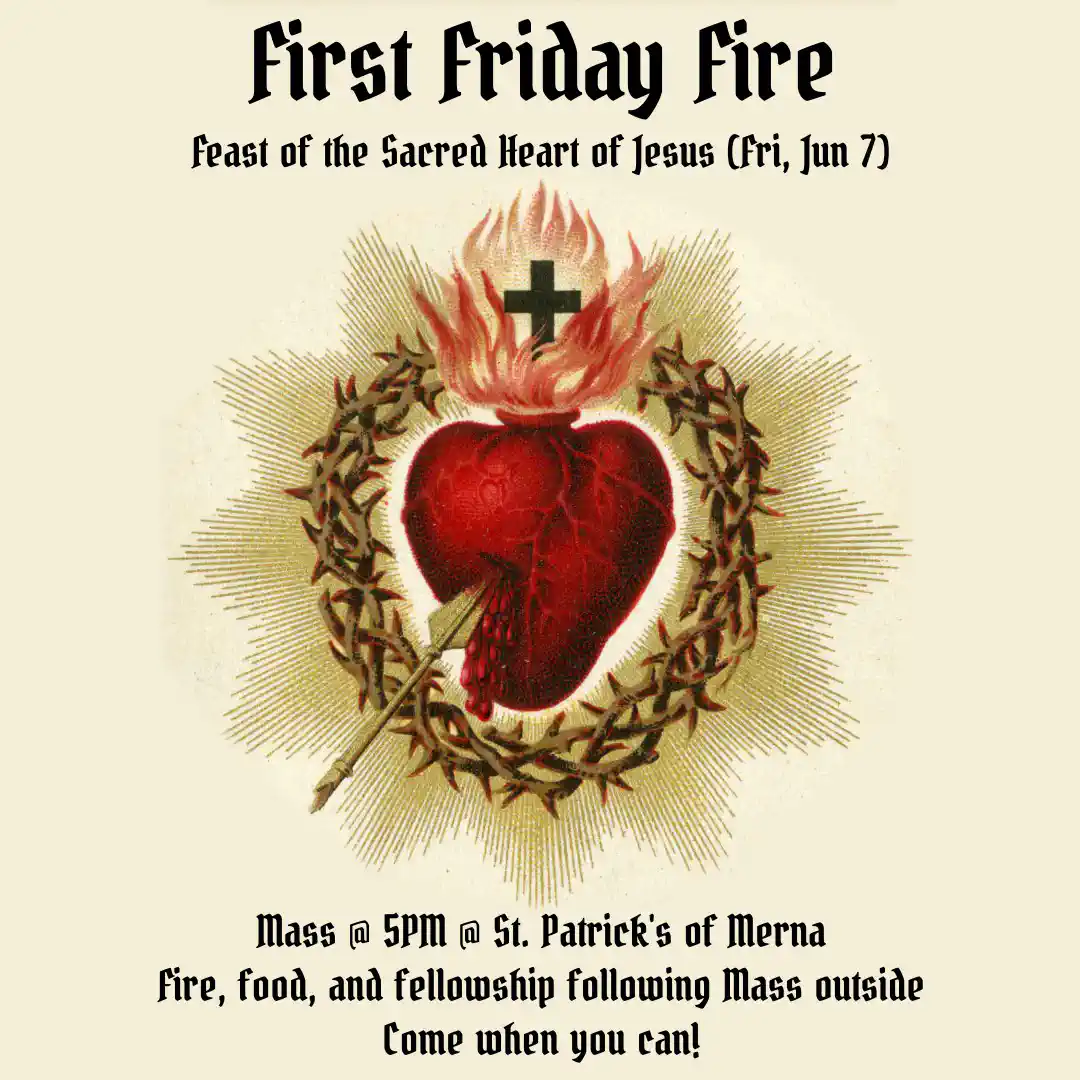 First Friday Fire
Feast of the Sacred Heart of Jesus (Fri, Jun 7)
Mass @ 5PM @ St. Patrick's of Merna
Fire, food, and fellowship following Mass outside
Come when you can!